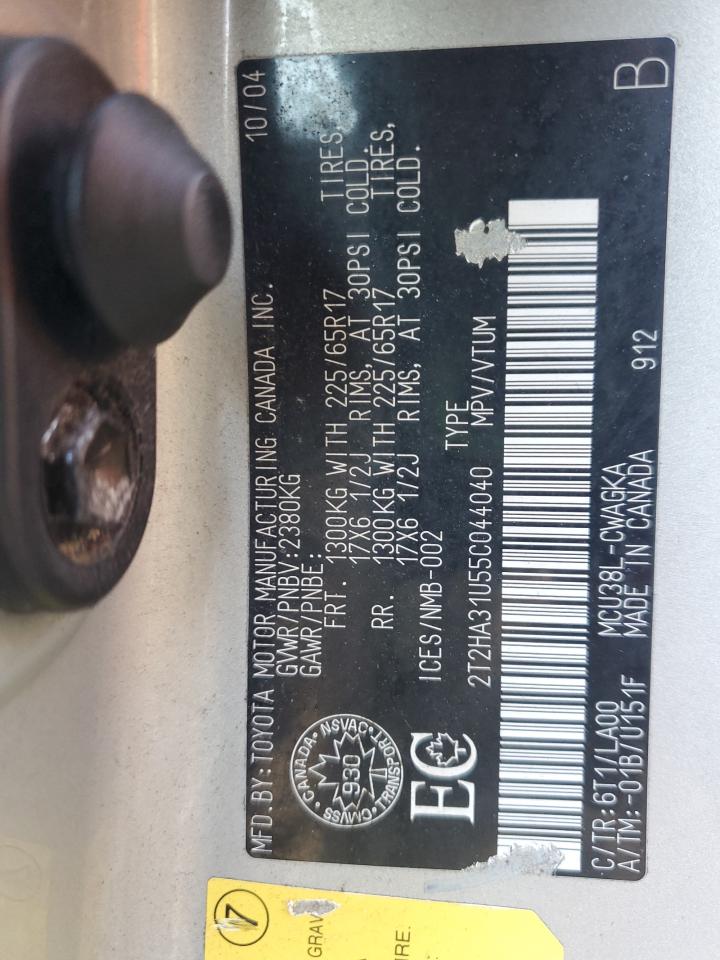 MFD.BY:TOYOTA MOTOR MANUFACTURING CANADA INC. 10/04
GVWR/PNBV:2380KG
GAWR/PNBE:
FRT. 1300KG WITH 225/65R17 TIRES,
17X6 1/2J RIMS, AT 30PSI COLD.
RR. 1300KG WITH 225/65R17 TIRES,
17X6 1/2J RIMS, AT 30PSI COLD.
ICES/NMB-002
CANADA • NSVAC • TRANSPORT • CMVSS
930
EC
TYPE
2T2HA31U55C044040 MPV/VTUM
C/TR:6T1/LA00 MCU38L-CWAGKA
A/TM:-01B/U151F MADE IN CANADA 912 B
7
GRAV
IRE.